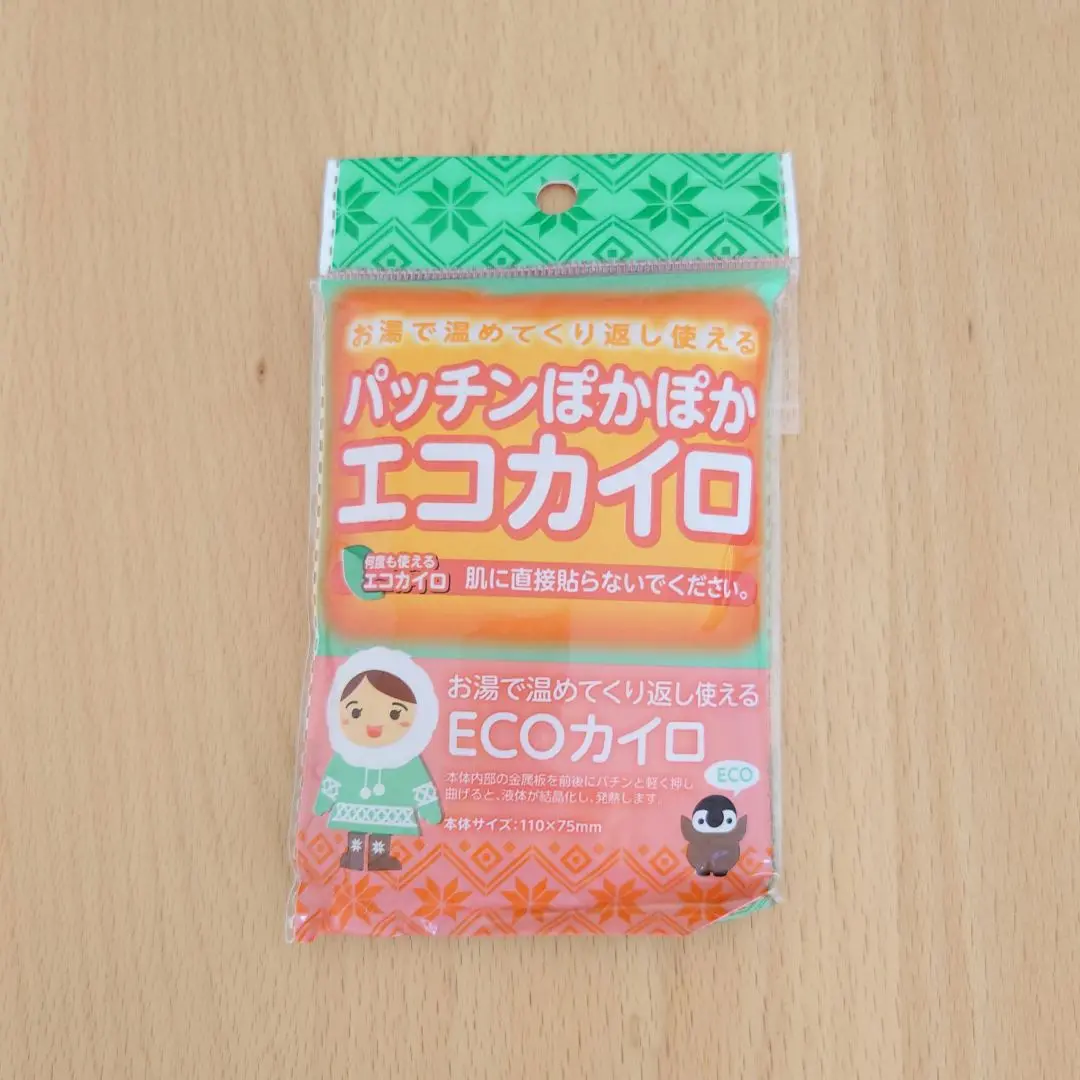 お湯で温めてくり返し使える
パッチンぽかぽか
エコカイロ
何度も使える
エコカイロ
肌に直接貼らないでください。
お湯で温めてくり返し使える
ECOカイロ
本体内部の金属板を前後にパチンと軽く押し
曲げると、液体が結晶化し、発熱します。
本体サイズ：110×75mm
ECO